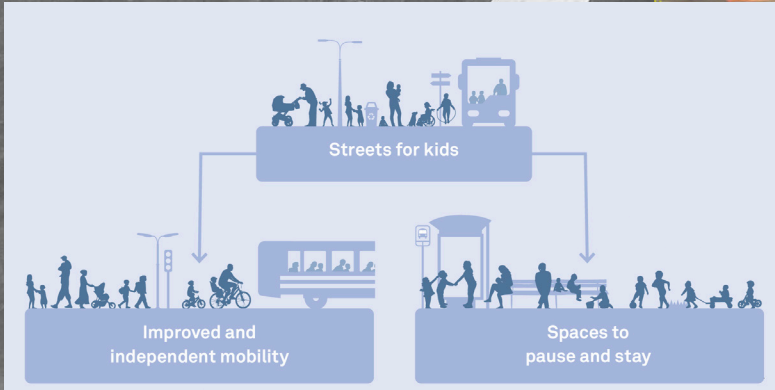 Streets for kids
Improved and
independent mobility
Spaces to
pause and stay